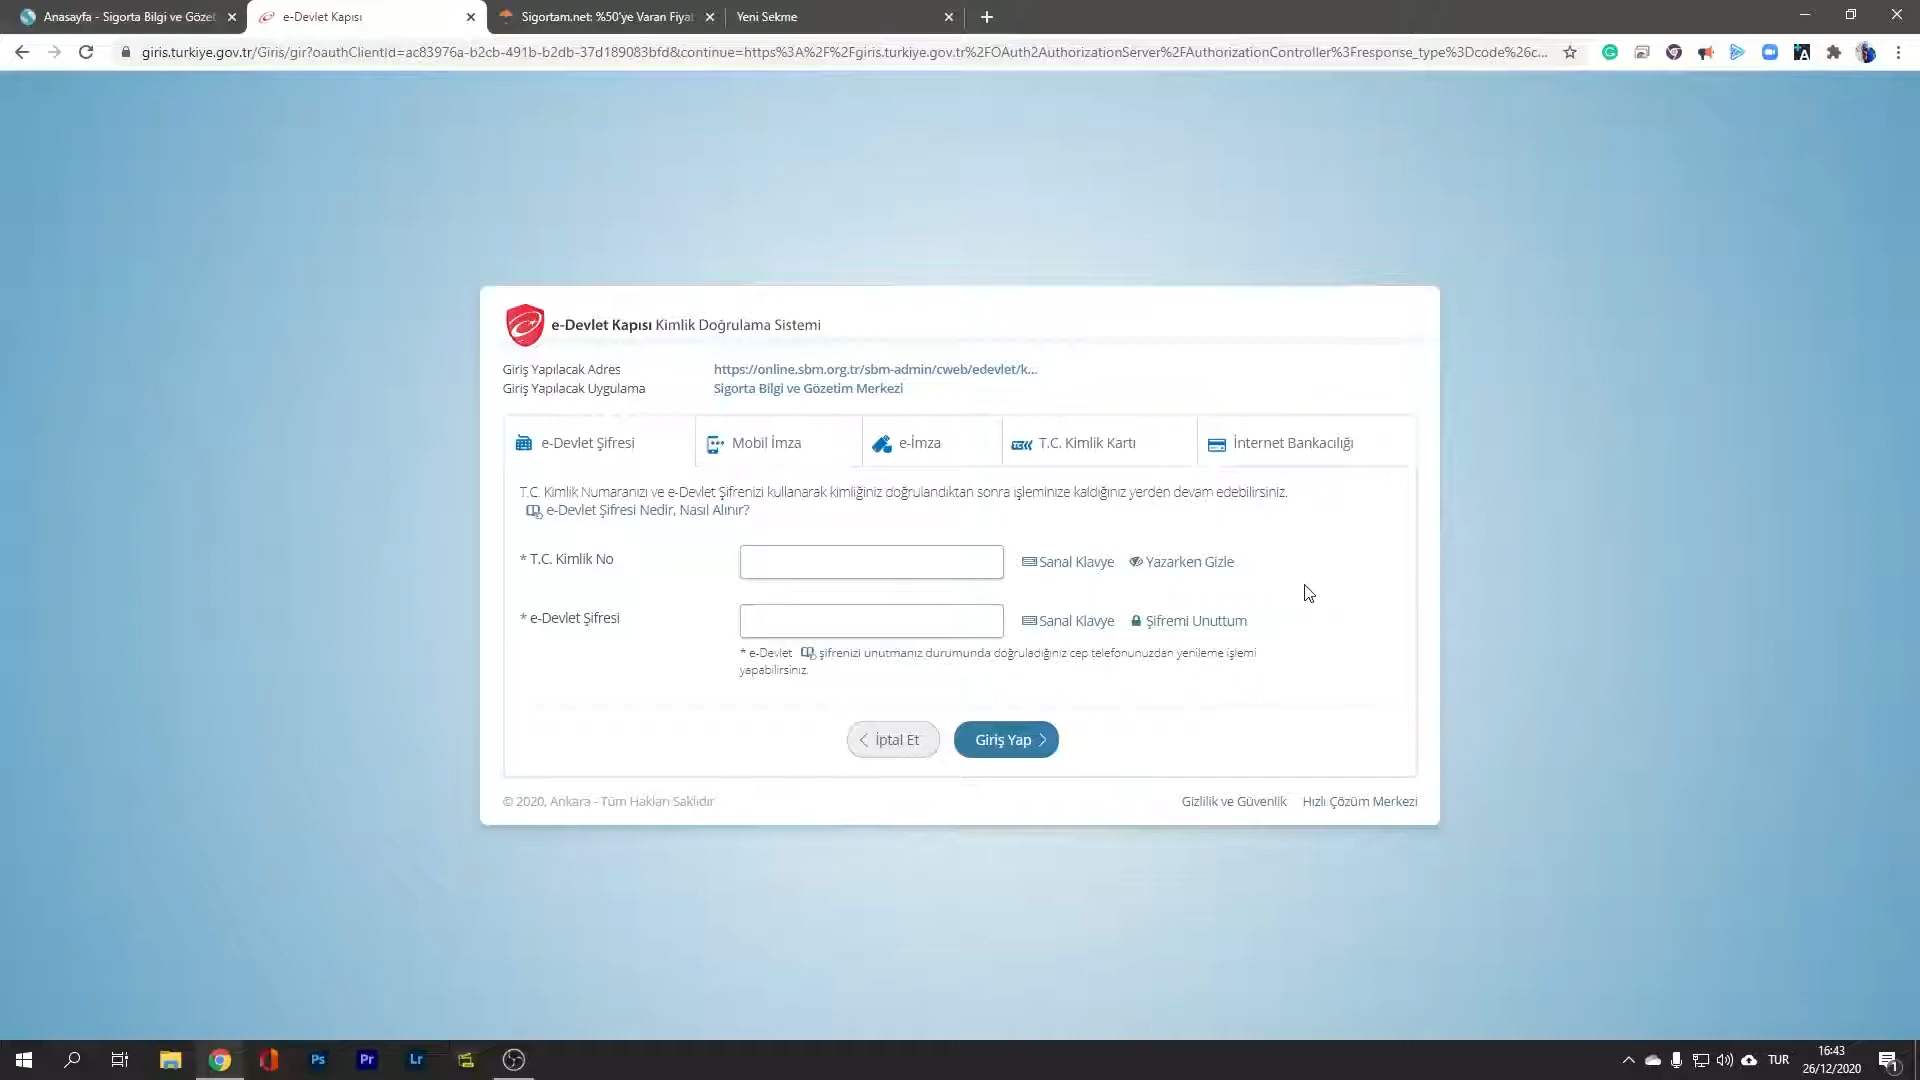 Anasayfa - Sigorta Bilgi ve Gözet
e-Devlet Kapısı
Sigortam.net: %50'ye Varan Fiyat
Yeni Sekme
giris.turkiye.gov.tr/Giris/gir?oauthClientId=ac83976a-b2cb-491b-b2db-37d189083bfd&continue=https%3A%2F%2Fgiris.turkiye.gov.tr%2FOAuth2AuthorizationServer%2FAuthorizationController%3Fresponse_type%3Dcode%26c...
e-Devlet Kapısı Kimlik Doğrulama Sistemi
Giriş Yapılacak Adres https://online.sbm.org.tr/sbm-admin/cweb/edevlet/k...
Giriş Yapılacak Uygulama Sigorta Bilgi ve Gözetim Merkezi
e-Devlet Şifresi Mobil İmza e-İmza T.C. Kimlik Kartı İnternet Bankacılığı
T.C. Kimlik Numaranızı ve e-Devlet Şifrenizi kullanarak kimliğiniz doğrulandıktan sonra işleminize kaldığınız yerden devam edebilirsiniz.
e-Devlet Şifresi Nedir, Nasıl Alınır?
* T.C. Kimlik No Sanal Klavye Yazarken Gizle
* e-Devlet Şifresi Sanal Klavye Şifremi Unuttum
* e-Devlet şifrenizi unutmanız durumunda doğruladığınız cep telefonunuzdan yenileme işlemi
yapabilirsiniz.
İptal Et Giriş Yap
© 2020, Ankara - Tüm Hakları Saklıdır Gizlilik ve Güvenlik Hızlı Çözüm Merkezi
Ps Pr Lr
TUR
16:43
26/12/2020
1